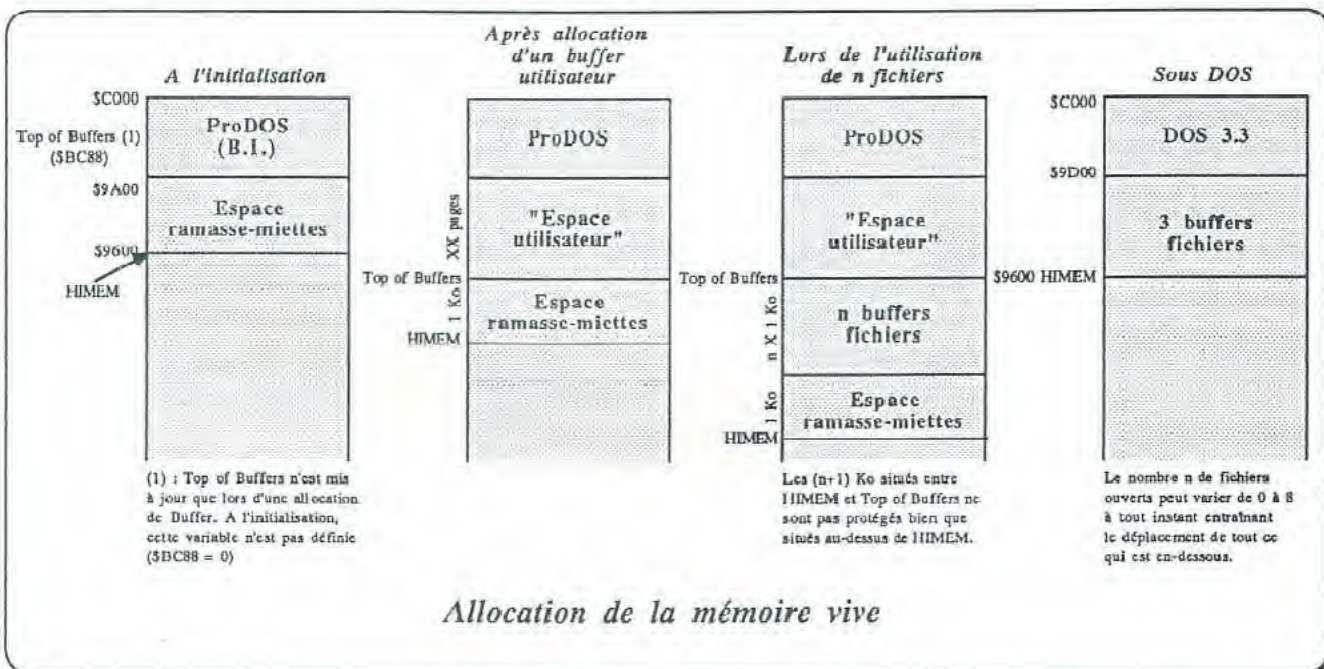 A l'initialisation
$C000
Top of Buffers (1)
($BC88)
$9A00
$9600
HIMEM
ProDOS
(B.I.)
Espace
ramasse-miettes
(1) : Top of Buffers n'est mis
à jour que lors d'une allocation
de Buffer. A l'initialisation,
cette variable n'est pas définie
($BC88 = 0)
Après allocation
d'un buffer
utilisateur
ProDOS
"Espace
utilisateur"
XX pages
Top of Buffers
1 Ko
Espace
ramasse-miettes
HIMEM
Lors de l'utilisation
de n fichiers
ProDOS
"Espace
utilisateur"
Top of Buffers
n buffers
fichiers
n X 1 Ko
Espace
ramasse-miettes
1 Ko
HIMEM
Les (n+1) Ko situés entre
HIMEM et Top of Buffers ne
sont pas protégés bien que
situés au-dessus de HIMEM.
Sous DOS
$C000
DOS 3.3
$9D00
3 buffers
fichiers
$9600 HIMEM
Le nombre n de fichiers
ouverts peut varier de 0 à 8
à tout instant entraînant
le déplacement de tout ce
qui est en-dessous.
Allocation de la mémoire vive